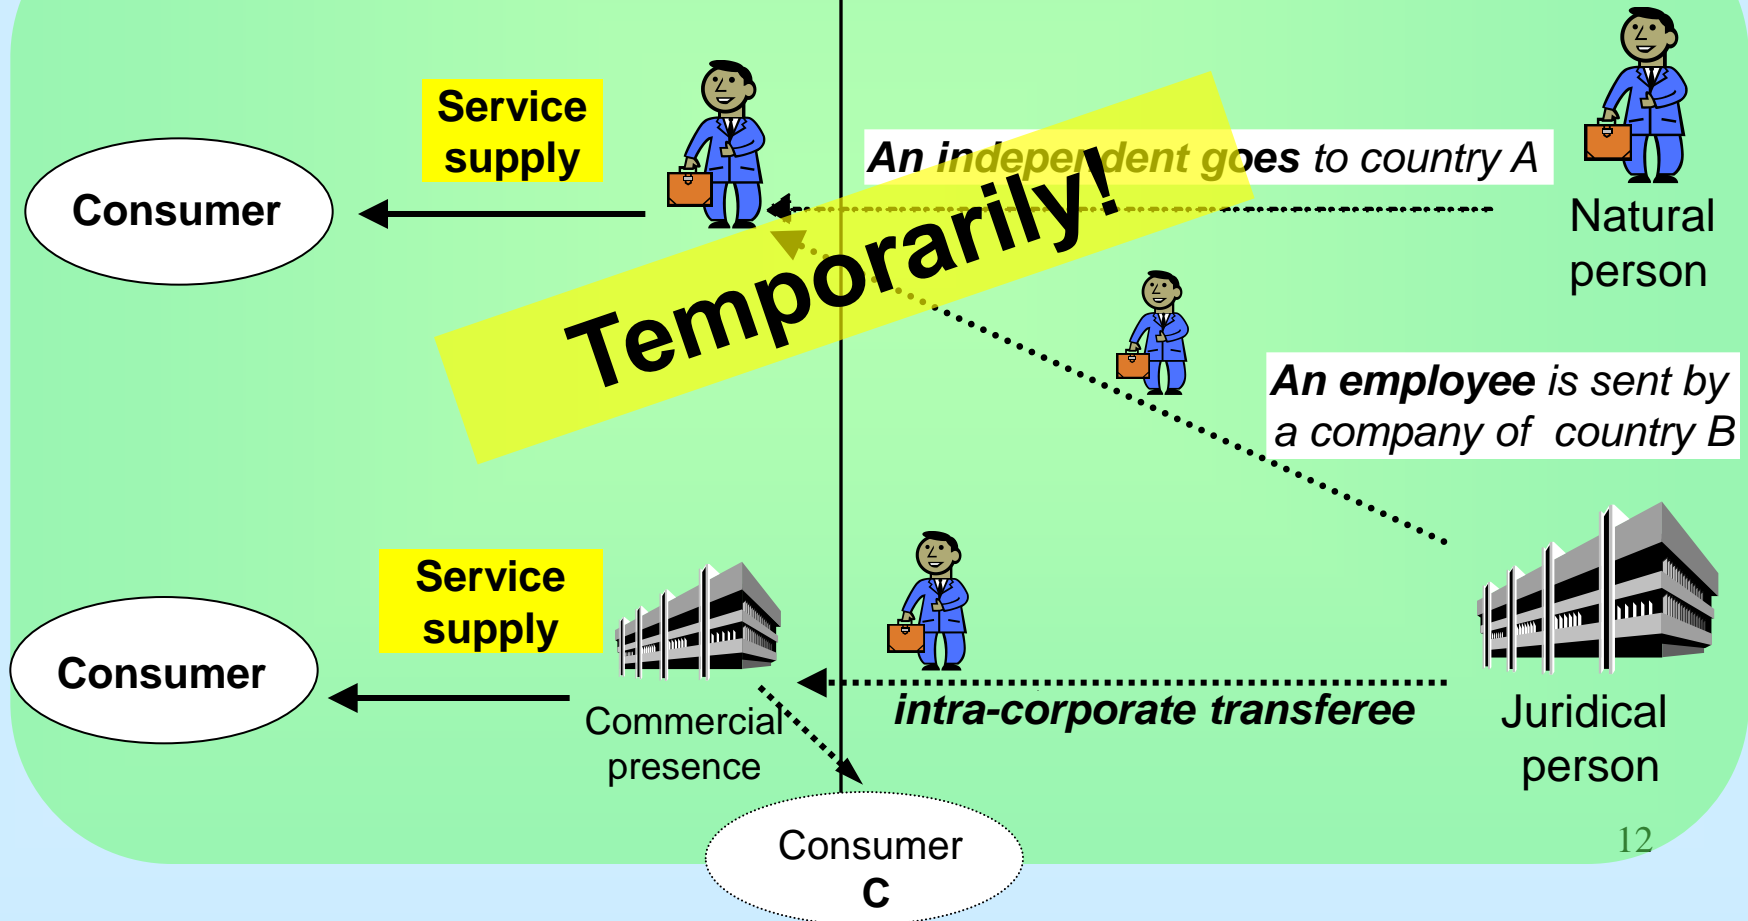 Service
supply
An independent goes to country A
Consumer
Natural
person
Temporarily!
An employee is sent by
a company of country B
Service
supply
Consumer
Commercial
presence
intra-corporate transferee
Juridical
person
Consumer
C
12